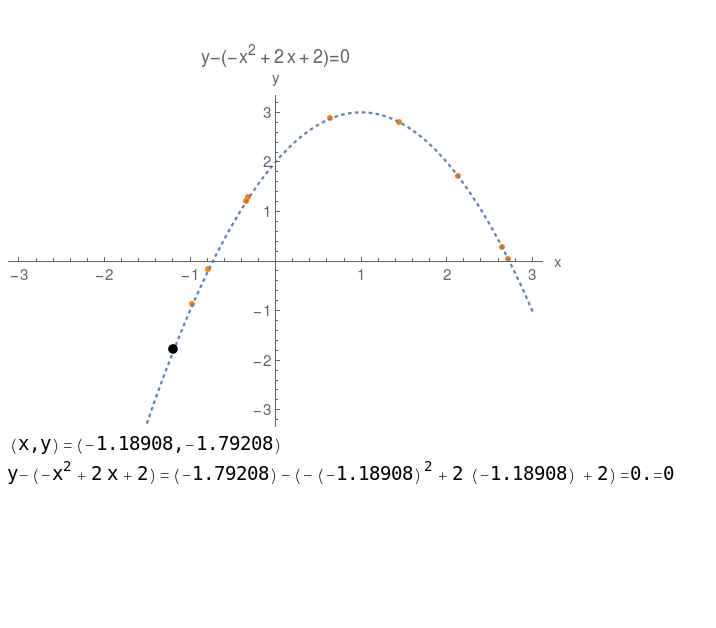 y−(−x² + 2 x + 2)=0
y
3
2
1
−3 −2 −1 1 2 3 x
−1
−2
−3
(x,y) = (−1.18908,−1.79208)
y− (−x² + 2 x + 2) = (−1.79208) − (− (−1.18908)² + 2 (−1.18908) + 2) =0.=0